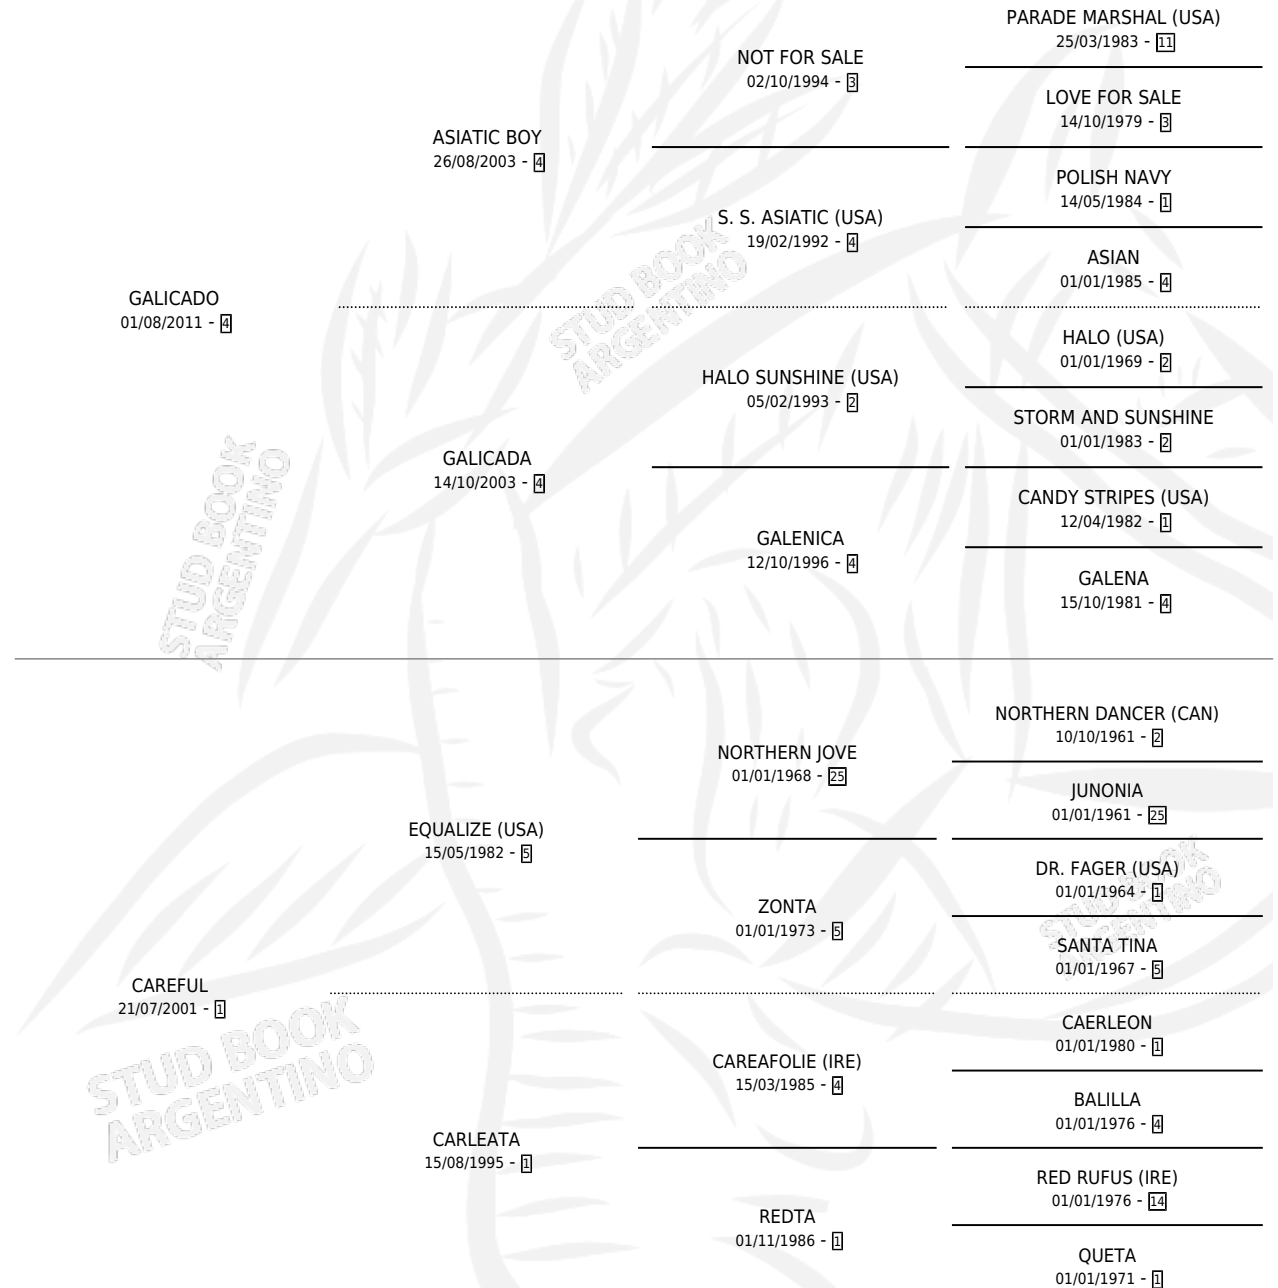 PARADE MARSHAL (USA)
25/03/1983 - 11
NOT FOR SALE
02/10/1994 - 3
LOVE FOR SALE
14/10/1979 - 3
ASIATIC BOY
26/08/2003 - 4
POLISH NAVY
14/05/1984 - 1
S. S. ASIATIC (USA)
19/02/1992 - 4
ASIAN
01/01/1985 - 4
GALICADO
01/08/2011 - 4
HALO (USA)
01/01/1969 - 2
HALO SUNSHINE (USA)
05/02/1993 - 2
STORM AND SUNSHINE
01/01/1983 - 2
GALICADA
14/10/2003 - 4
CANDY STRIPES (USA)
12/04/1982 - 1
GALENICA
12/10/1996 - 4
GALENA
15/10/1981 - 4
STUD BOOK
ARGENTINO
STUD BOOK
ARGENTINO
NORTHERN DANCER (CAN)
10/10/1961 - 2
NORTHERN JOVE
01/01/1968 - 25
JUNONIA
01/01/1961 - 25
EQUALIZE (USA)
15/05/1982 - 5
DR. FAGER (USA)
01/01/1964 - 1
ZONTA
01/01/1973 - 5
SANTA TINA
01/01/1967 - 5
CAREFUL
21/07/2001 - 1
CAERLEON
01/01/1980 - 1
CAREAFOLIE (IRE)
15/03/1985 - 4
BALILLA
01/01/1976 - 4
CARLEATA
15/08/1995 - 1
RED RUFUS (IRE)
01/01/1976 - 14
REDTA
01/11/1986 - 1
QUETA
01/01/1971 - 1
STUD BOOK
ARGENTINO
STUD BOOK
ARGENTINO